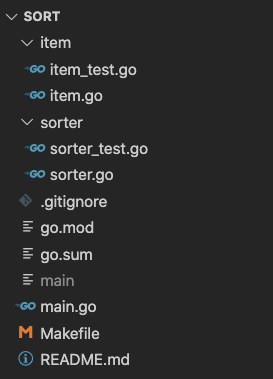 SORT
item
GO item_test.go
GO item.go
sorter
GO sorter_test.go
GO sorter.go
.gitignore
go.mod
go.sum
main
GO main.go
M Makefile
README.md